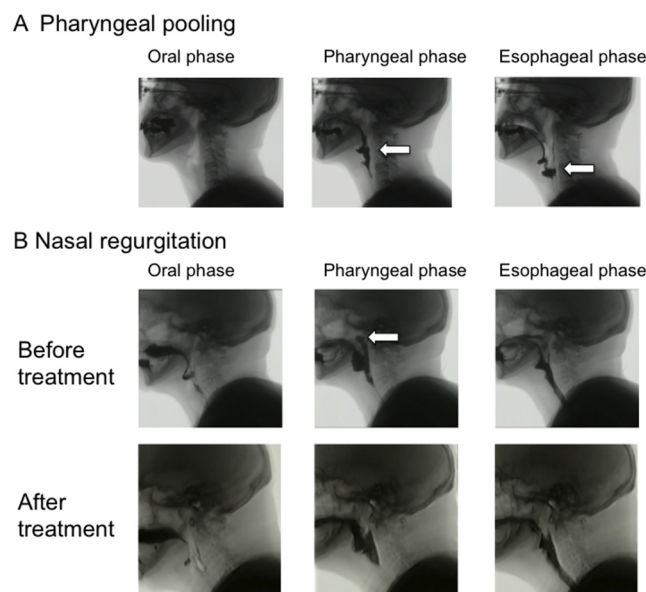 A Pharyngeal pooling
Oral phase Pharyngeal phase Esophageal phase
B Nasal regurgitation
Oral phase Pharyngeal phase Esophageal phase
Before
treatment
After
treatment